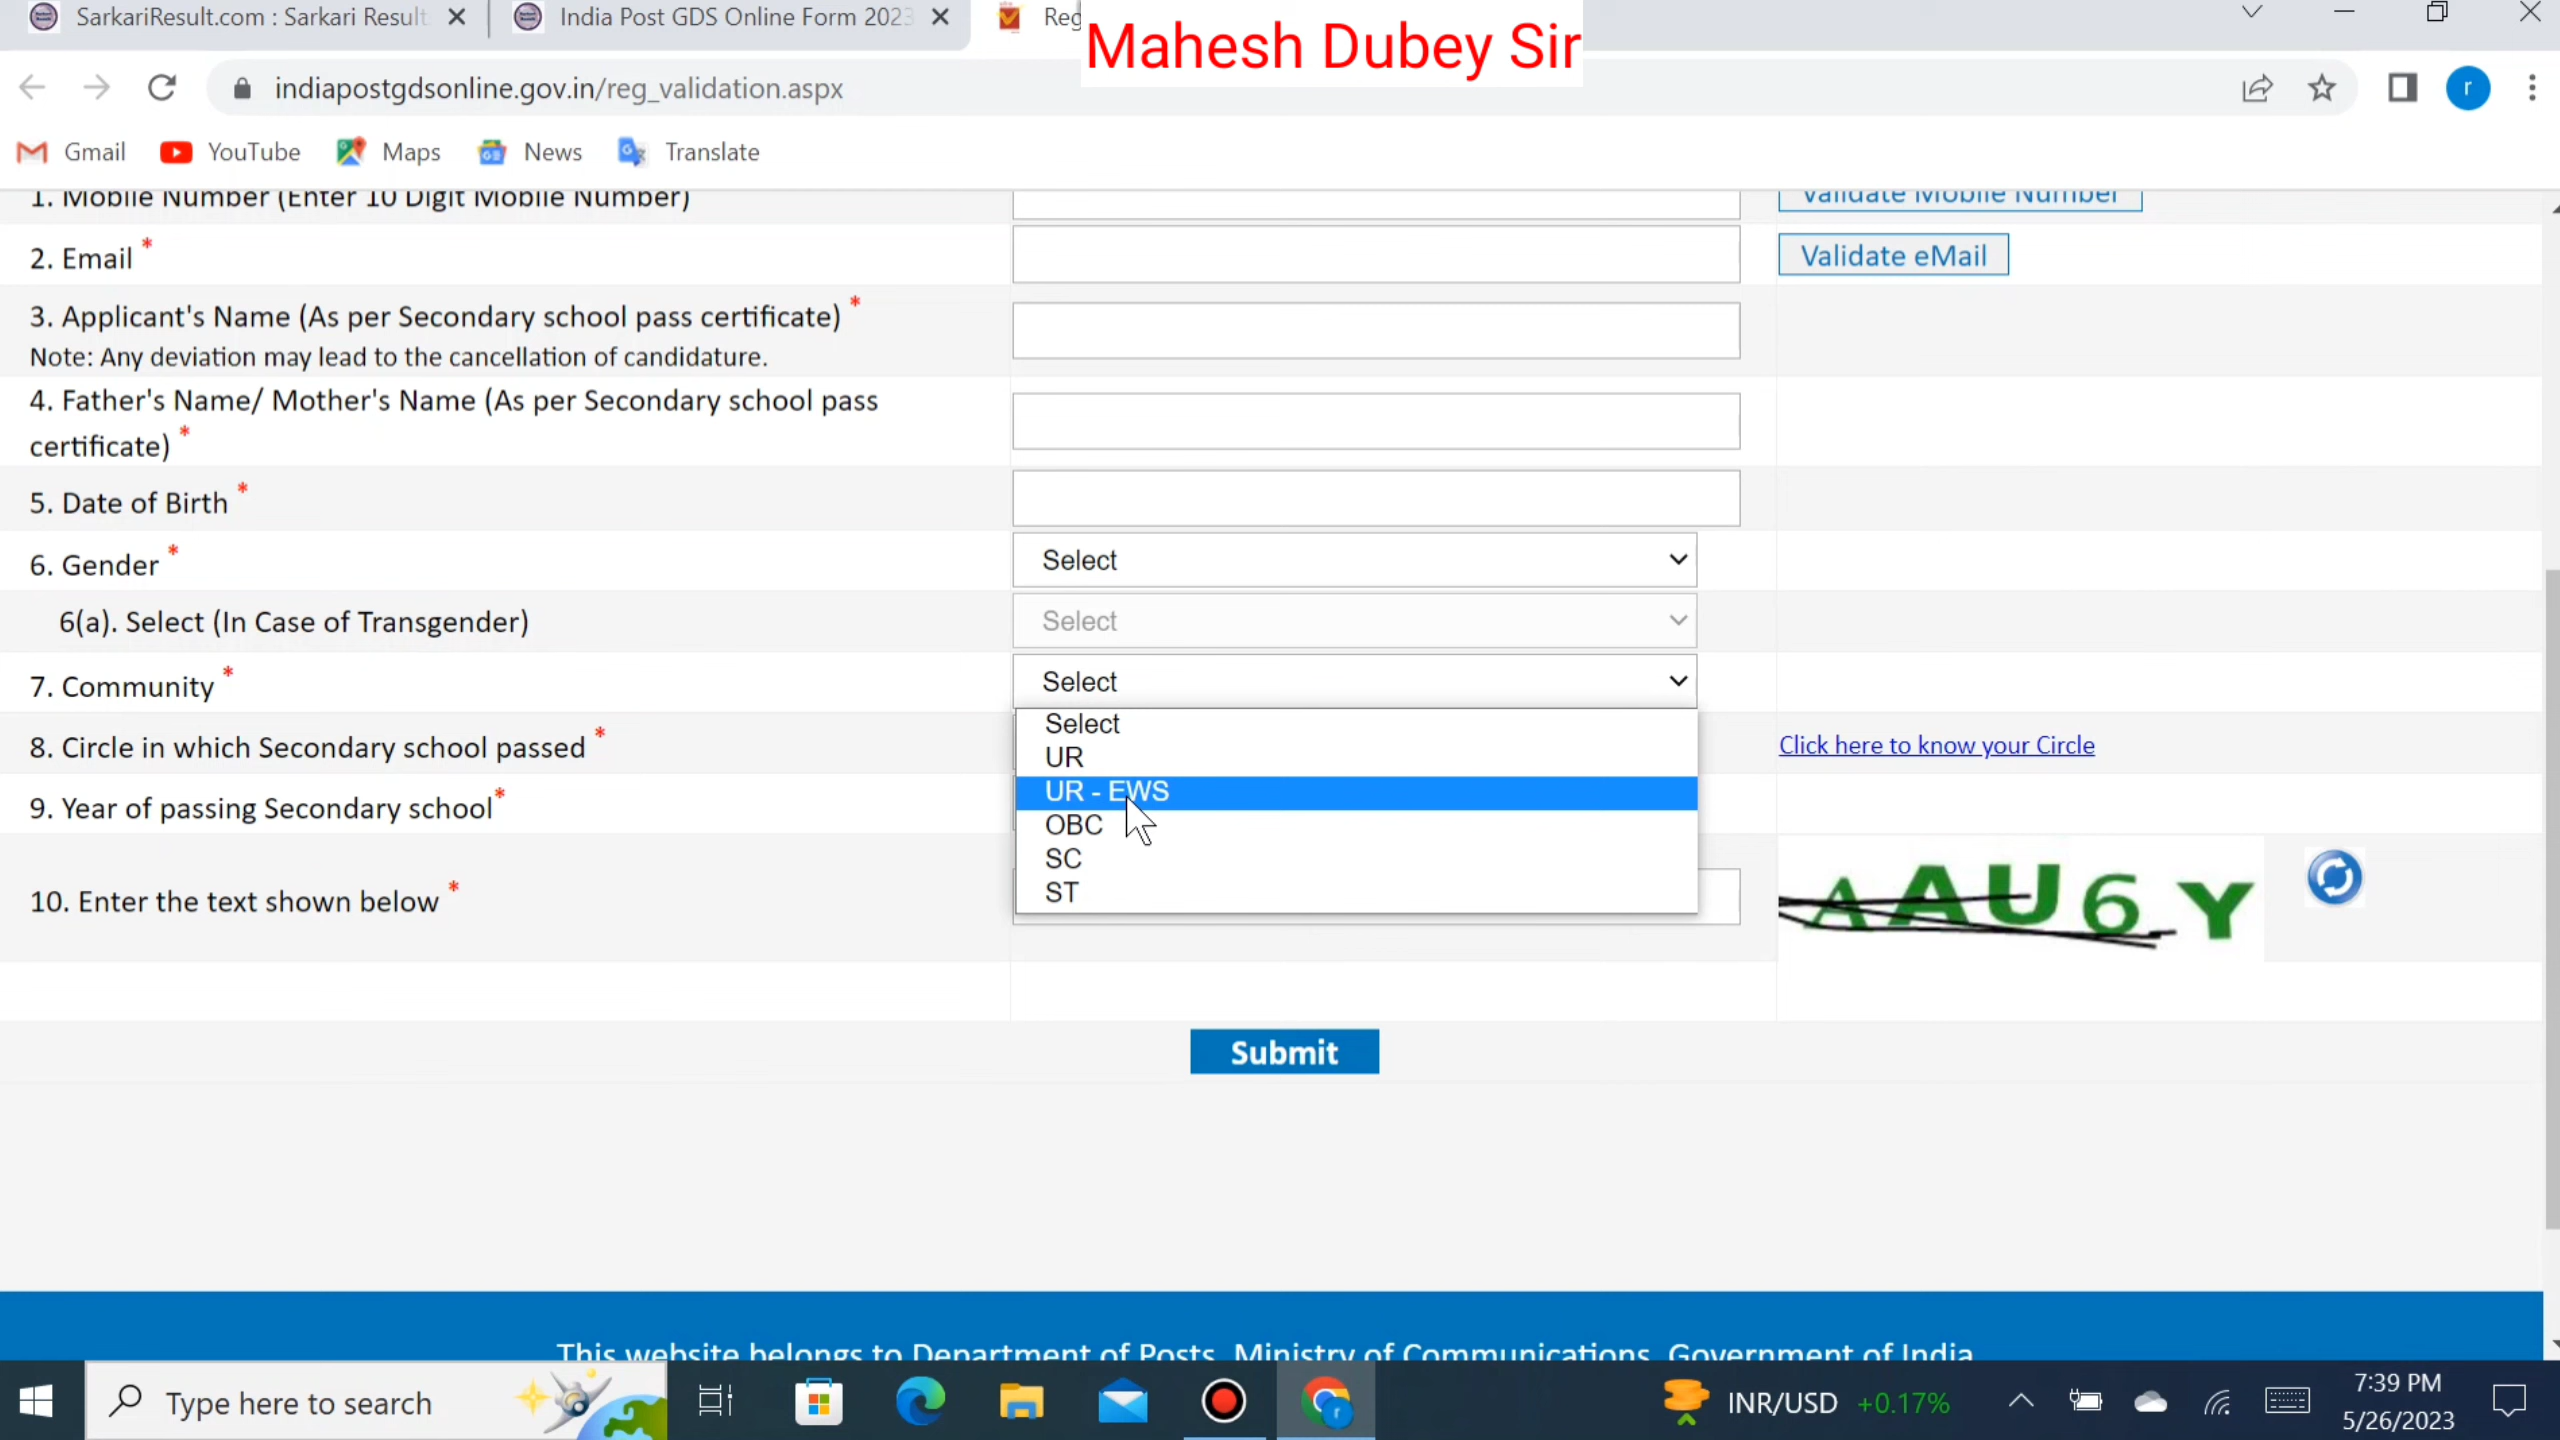 SarkariResult.com : Sarkari Result
India Post GDS Online Form 2023
Reg
Mahesh Dubey Sir
indiapostgdsonline.gov.in/reg_validation.aspx
r
Gmail
YouTube
Maps
News
Translate
1. Mobile Number (Enter 10 Digit Mobile Number)
Validate Mobile Number
2. Email *
Validate eMail
3. Applicant's Name (As per Secondary school pass certificate) *
Note: Any deviation may lead to the cancellation of candidature.
4. Father's Name/ Mother's Name (As per Secondary school pass
certificate) *
5. Date of Birth *
6. Gender *
Select
6(a). Select (In Case of Transgender)
Select
7. Community *
Select
Select
UR
UR - EWS
OBC
SC
ST
8. Circle in which Secondary school passed *
Click here to know your Circle
9. Year of passing Secondary school*
10. Enter the text shown below *
AAU6Y
Submit
This website belongs to Department of Posts, Ministry of Communications, Government of India
Type here to search
INR/USD +0.17%
7:39 PM
5/26/2023